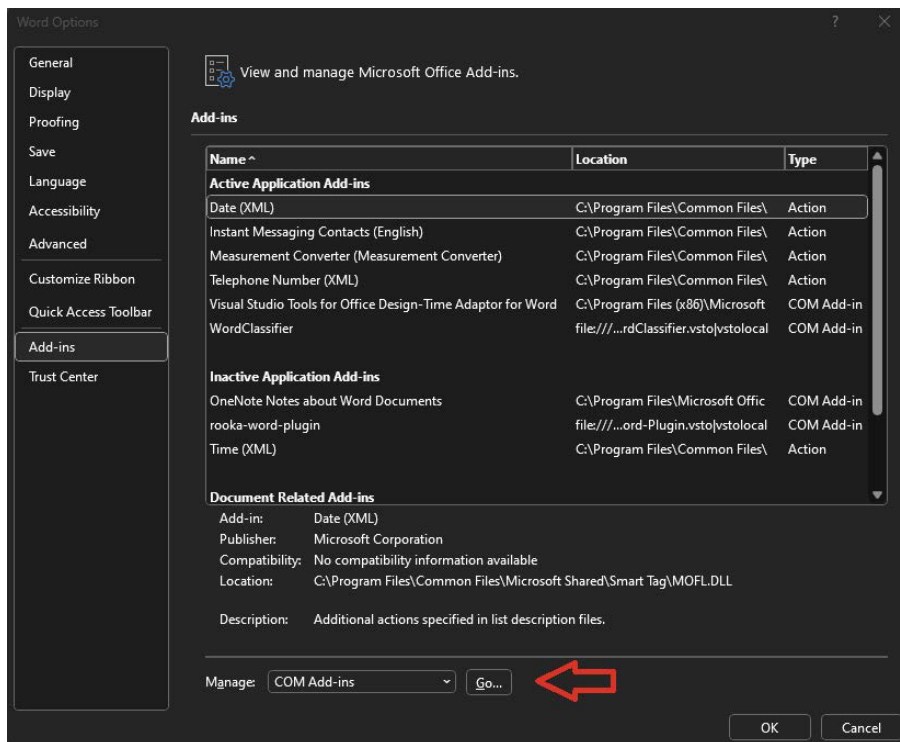 Word Options
General
Display
Proofing
Save
Language
Accessibility
Advanced
Customize Ribbon
Quick Access Toolbar
Add-ins
Trust Center
View and manage Microsoft Office Add-ins.
Add-ins
Name Location Type
Active Application Add-ins
Date (XML) C:\Program Files\Common Files\ Action
Instant Messaging Contacts (English) C:\Program Files\Common Files\ Action
Measurement Converter (Measurement Converter) C:\Program Files\Common Files\ Action
Telephone Number (XML) C:\Program Files\Common Files\ Action
Visual Studio Tools for Office Design-Time Adaptor for Word C:\Program Files (x86)\Microsoft COM Add-in
WordClassifier file:///...rdClassifier.vsto|vstolocal COM Add-in
Inactive Application Add-ins
OneNote Notes about Word Documents C:\Program Files\Microsoft Offic COM Add-in
rooka-word-plugin file:///...ord-Plugin.vsto|vstolocal COM Add-in
Time (XML) C:\Program Files\Common Files\ Action
Document Related Add-ins
Add-in: Date (XML)
Publisher: Microsoft Corporation
Compatibility: No compatibility information available
Location: C:\Program Files\Common Files\Microsoft Shared\Smart Tag\MOFL.DLL
Description: Additional actions specified in list description files.
Manage: COM Add-ins Go...
OK Cancel